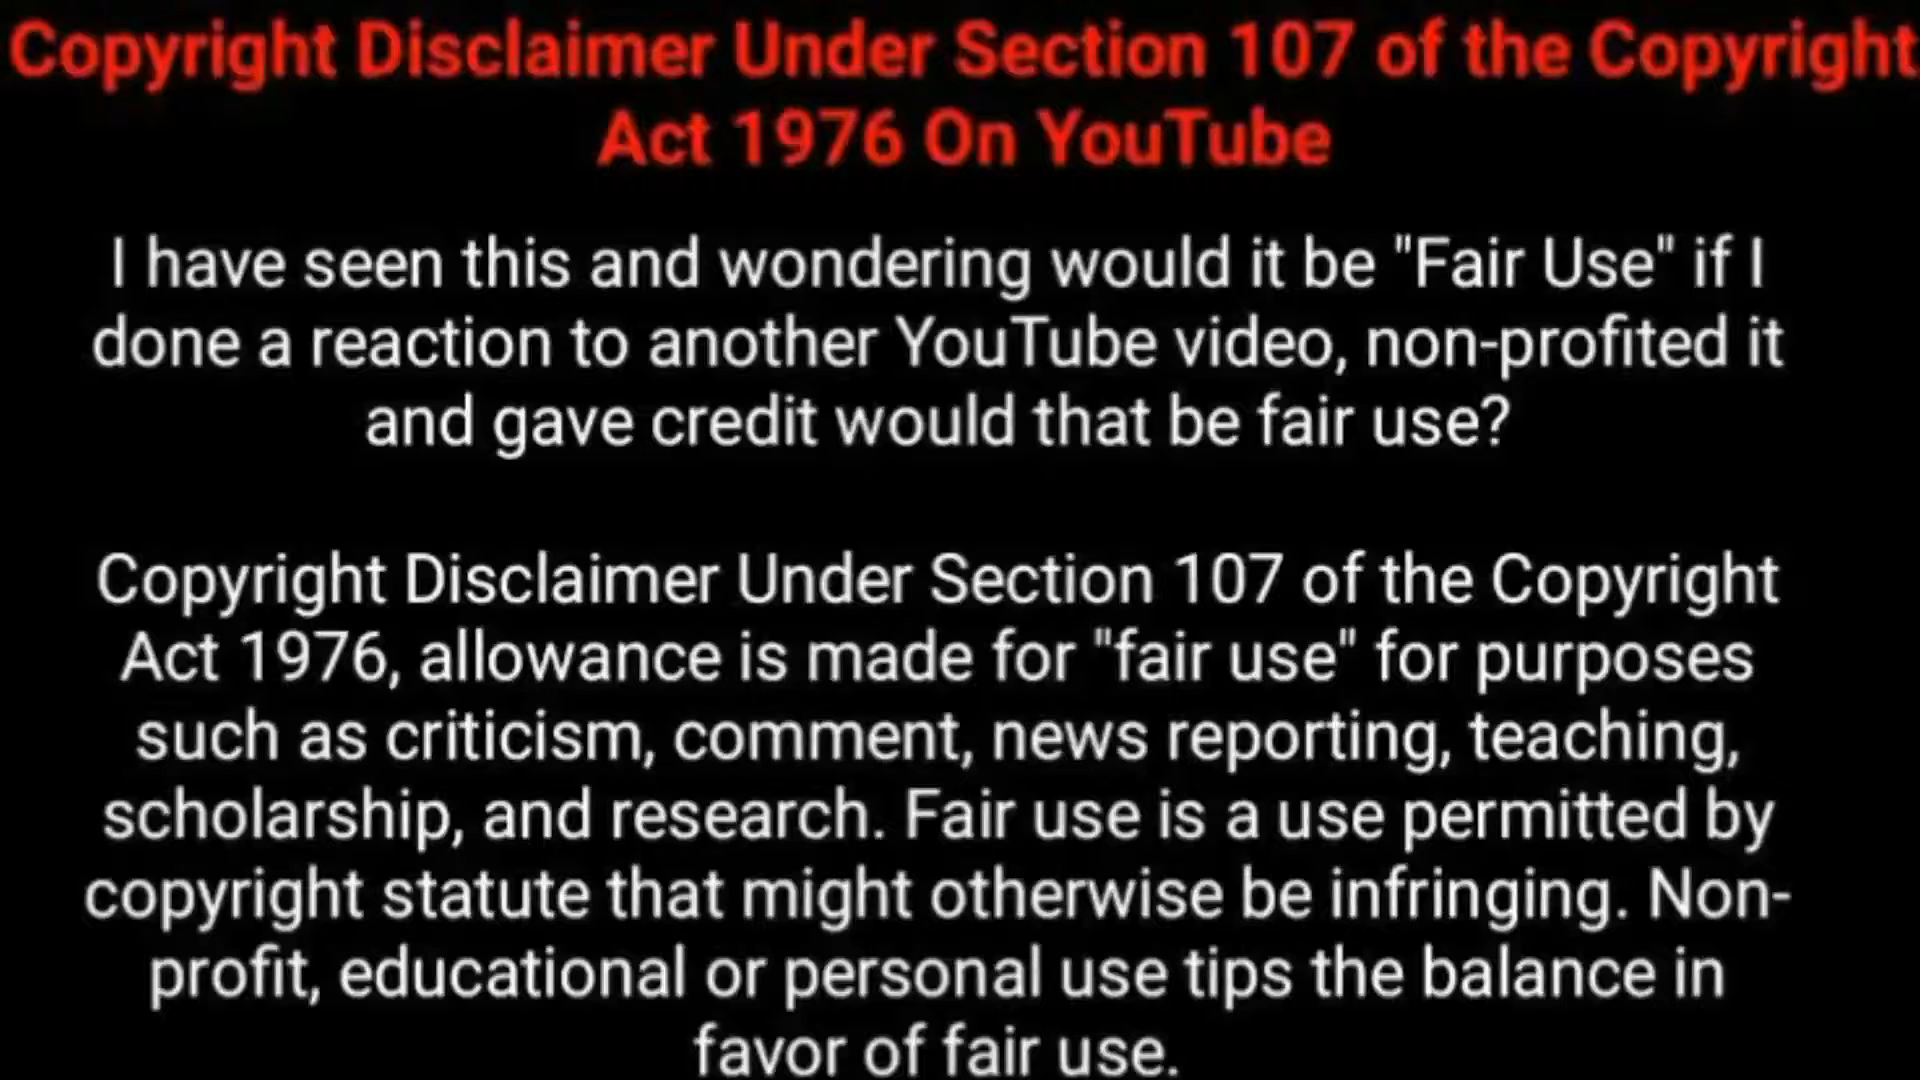 Copyright Disclaimer Under Section 107 of the Copyright
Act 1976 On YouTube
I have seen this and wondering would it be "Fair Use" if I
done a reaction to another YouTube video, non-profited it
and gave credit would that be fair use?
Copyright Disclaimer Under Section 107 of the Copyright
Act 1976, allowance is made for "fair use" for purposes
such as criticism, comment, news reporting, teaching,
scholarship, and research. Fair use is a use permitted by
copyright statute that might otherwise be infringing. Non-
profit, educational or personal use tips the balance in
favor of fair use.